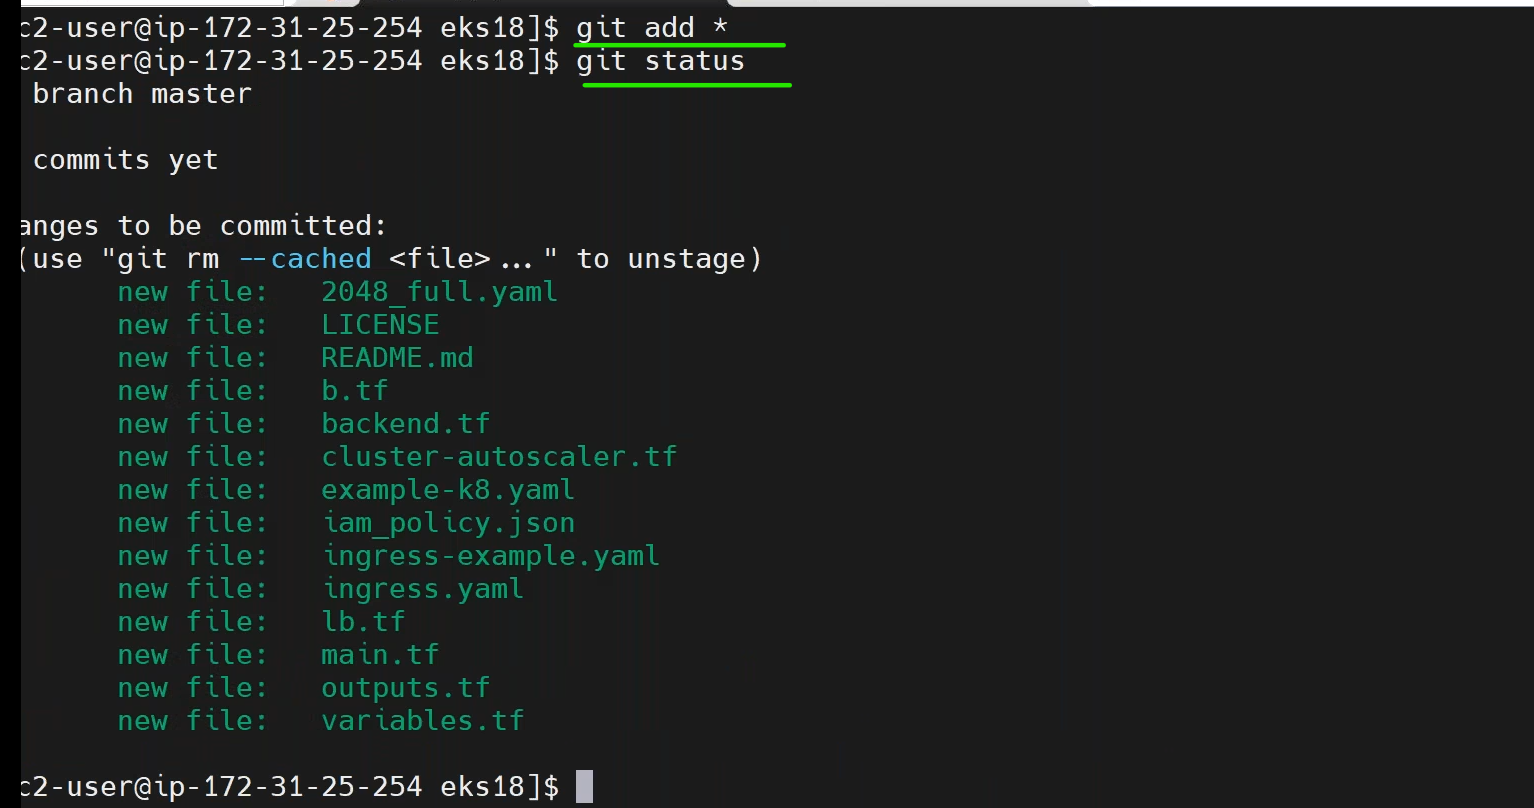 c2-user@ip-172-31-25-254 eks18]$ git add *
c2-user@ip-172-31-25-254 eks18]$ git status
branch master
commits yet
anges to be committed:
(use "git rm --cached <file>..." to unstage)
new file:   2048_full.yaml
new file:   LICENSE
new file:   README.md
new file:   b.tf
new file:   backend.tf
new file:   cluster-autoscaler.tf
new file:   example-k8.yaml
new file:   iam_policy.json
new file:   ingress-example.yaml
new file:   ingress.yaml
new file:   lb.tf
new file:   main.tf
new file:   outputs.tf
new file:   variables.tf
c2-user@ip-172-31-25-254 eks18]$